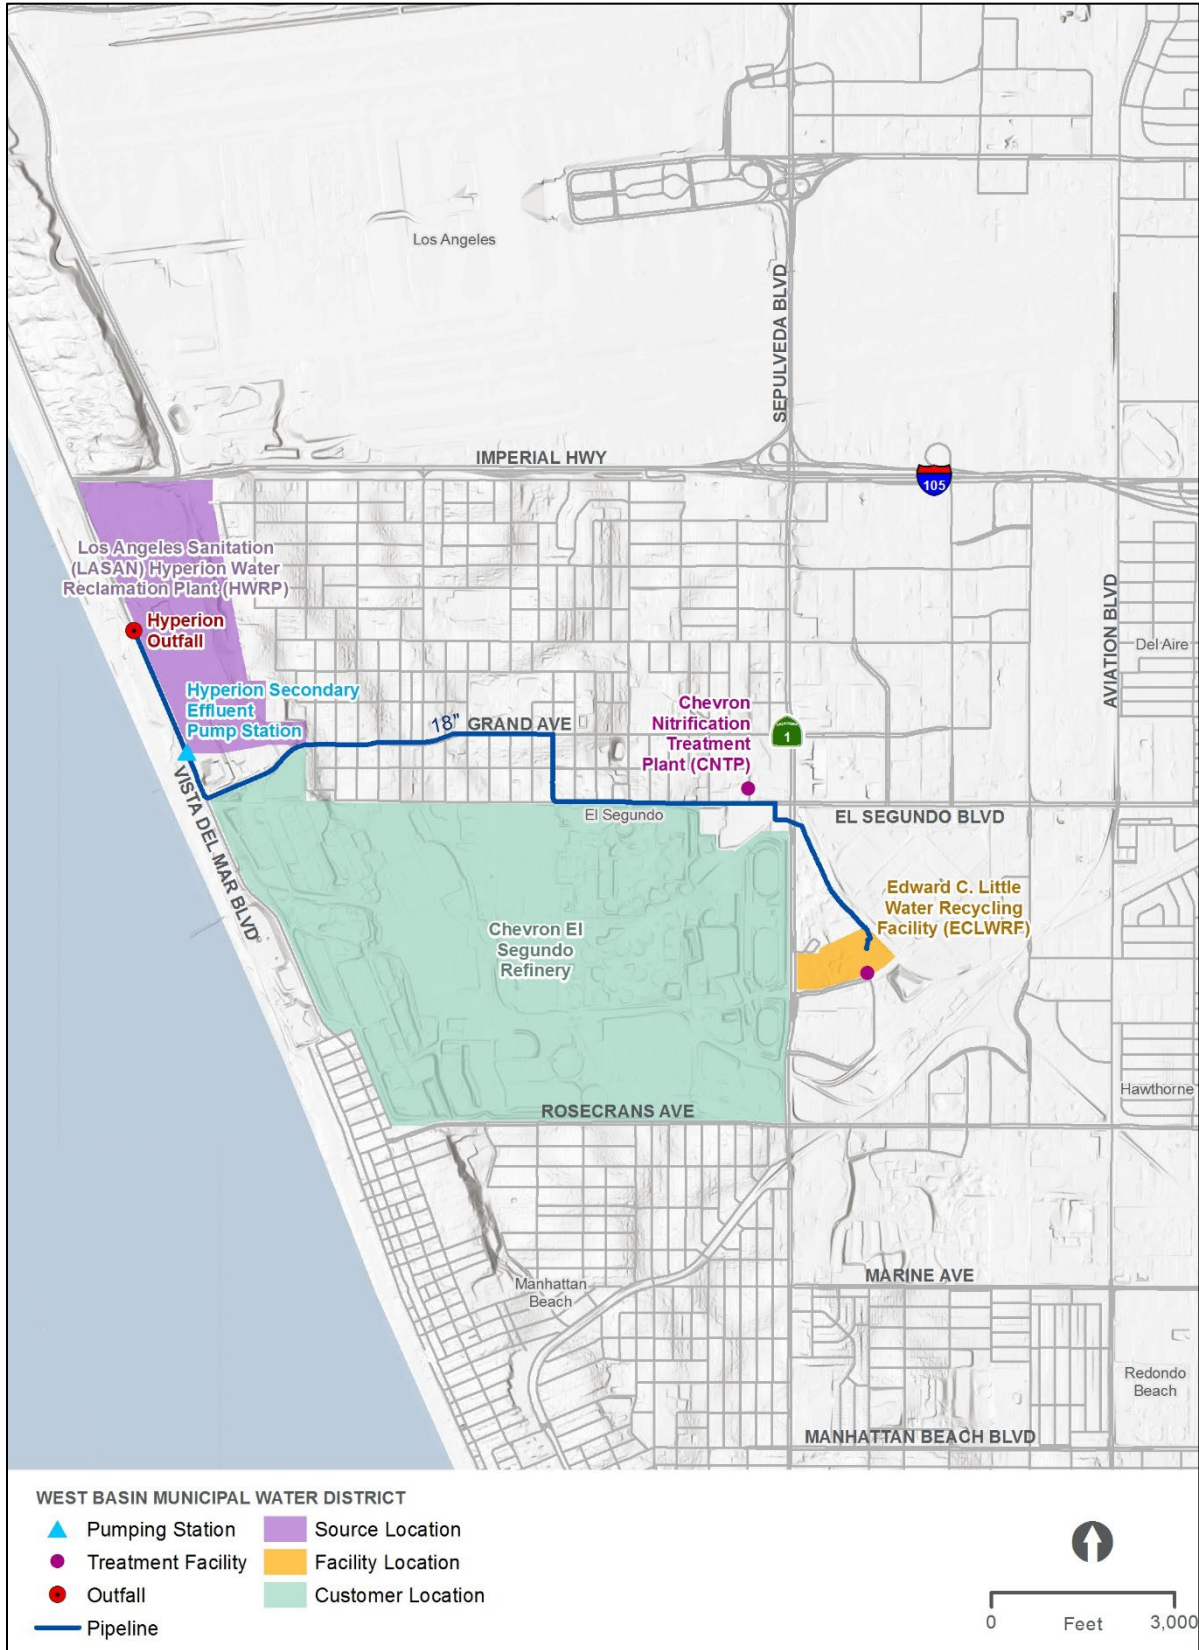 Los Angeles
SEPULVEDA BLVD
IMPERIAL HWY
105
Los Angeles Sanitation
(LASAN) Hyperion Water
Reclamation Plant (HWRP)
Hyperion
Outfall
AVIATION BLVD
Del Aire
Hyperion Secondary
Effluent
Pump Station
18"
GRAND AVE
Chevron
Nitrification
Treatment
Plant (CNTP)
1
VISTA DEL MAR BLVD
El Segundo
EL SEGUNDO BLVD
Edward C. Little
Water Recycling
Facility (ECLWRF)
Chevron El
Segundo
Refinery
Hawthorne
ROSECRANS AVE
Manhattan
Beach
MARINE AVE
Redondo
Beach
MANHATTAN BEACH BLVD
WEST BASIN MUNICIPAL WATER DISTRICT
Pumping Station
Treatment Facility
Outfall
Pipeline
Source Location
Facility Location
Customer Location
0 Feet 3,000